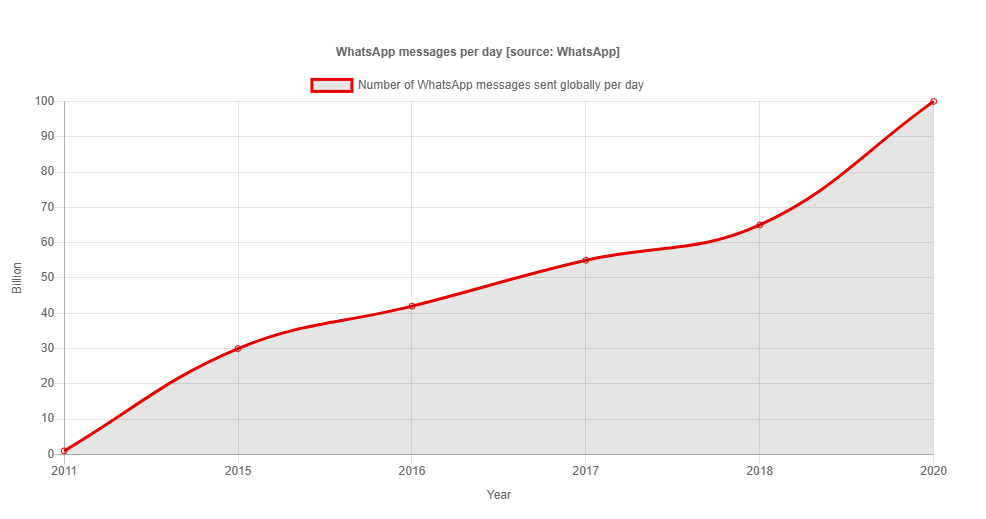 WhatsApp messages per day [source: WhatsApp]
Number of WhatsApp messages sent globally per day
100
90
80
70
60
50
40
30
20
10
0
Billion
2011 2015 2016 2017 2018 2020
Year